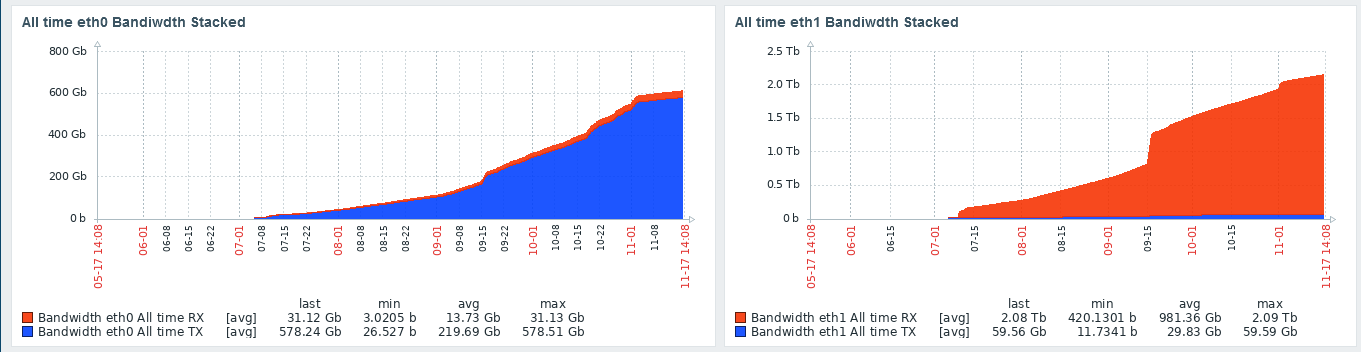 All time eth0 Bandiwdth Stacked
800 Gb
600 Gb
400 Gb
200 Gb
0 b
05-17 14:08
06-01
06-08
06-15
06-22
07-01
07-08
07-15
07-22
08-01
08-08
08-15
08-22
09-01
09-08
09-15
09-22
10-01
10-08
10-15
10-22
11-01
11-08
11-17 14:08
last min avg max
Bandwidth eth0 All time RX [avg] 31.12 Gb 3.0205 b 13.73 Gb 31.13 Gb
Bandwidth eth0 All time TX [avg] 578.24 Gb 26.527 b 219.69 Gb 578.51 Gb
All time eth1 Bandiwdth Stacked
2.5 Tb
2.0 Tb
1.5 Tb
1.0 Tb
0.5 Tb
0 b
05-17 14:08
06-01
06-15
07-01
07-15
08-01
08-15
09-01
09-15
10-01
10-15
11-01
11-17 14:08
last min avg max
Bandwidth eth1 All time RX [avg] 2.08 Tb 420.1301 b 981.36 Gb 2.09 Tb
Bandwidth eth1 All time TX [avg] 59.56 Gb 11.7341 b 29.83 Gb 59.59 Gb